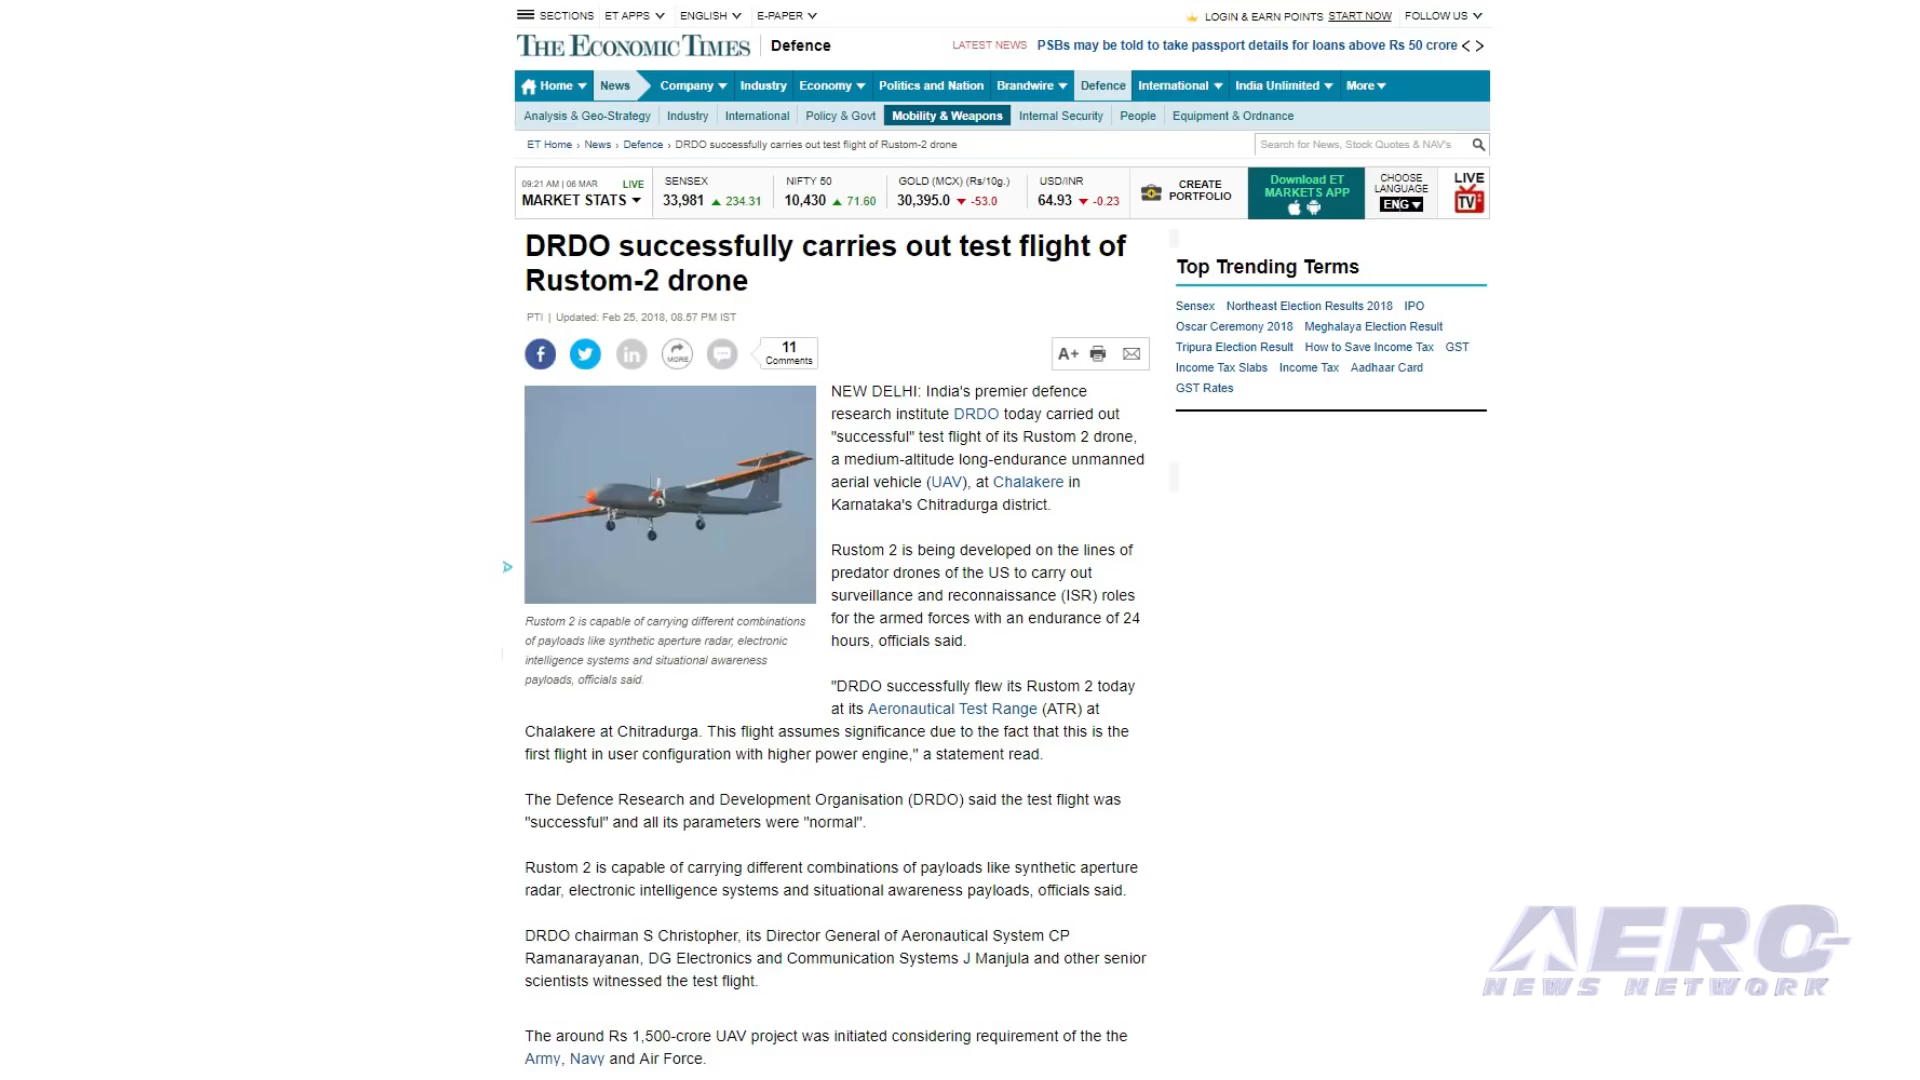 SECTIONS ET APPS ENGLISH E-PAPER LOGIN & EARN POINTS START NOW FOLLOW US
THE ECONOMIC TIMES Defence LATEST NEWS PSBs may be told to take passport details for loans above Rs 50 crore
Home News Company Industry Economy Politics and Nation Brandwire Defence International India Unlimited More
Analysis & Geo-Strategy Industry International Policy & Govt Mobility & Weapons Internal Security People Equipment & Ordnance
ET Home › News › Defence › DRDO successfully carries out test flight of Rustom-2 drone Search for News, Stock Quotes & NAV's
09:21 AM | 06 MAR LIVE SENSEX NIFTY 50 GOLD (MCX) (Rs/10g.) USD/INR CREATE Download ET CHOOSE LIVE
MARKET STATS 33,981 234.31 10,430 71.60 30,395.0 -53.0 64.93 -0.23 PORTFOLIO MARKETS APP LANGUAGE ENG TV
DRDO successfully carries out test flight of
Rustom-2 drone
PTI | Updated: Feb 25, 2018, 08.57 PM IST
f in MORE 11
Comments
A+
NEW DELHI: India's premier defence
research institute DRDO today carried out
"successful" test flight of its Rustom 2 drone,
a medium-altitude long-endurance unmanned
aerial vehicle (UAV), at Chalakere in
Karnataka's Chitradurga district.
Rustom 2 is being developed on the lines of
predator drones of the US to carry out
surveillance and reconnaissance (ISR) roles
for the armed forces with an endurance of 24
hours, officials said.
Rustom 2 is capable of carrying different combinations
of payloads like synthetic aperture radar, electronic
intelligence systems and situational awareness
payloads, officials said.
"DRDO successfully flew its Rustom 2 today
at its Aeronautical Test Range (ATR) at
Chalakere at Chitradurga. This flight assumes significance due to the fact that this is the
first flight in user configuration with higher power engine," a statement read.
The Defence Research and Development Organisation (DRDO) said the test flight was
"successful" and all its parameters were "normal".
Rustom 2 is capable of carrying different combinations of payloads like synthetic aperture
radar, electronic intelligence systems and situational awareness payloads, officials said.
DRDO chairman S Christopher, its Director General of Aeronautical System CP
Ramanarayanan, DG Electronics and Communication Systems J Manjula and other senior
scientists witnessed the test flight.
The around Rs 1,500-crore UAV project was initiated considering requirement of the the
Army, Navy and Air Force.
Top Trending Terms
Sensex Northeast Election Results 2018 IPO
Oscar Ceremony 2018 Meghalaya Election Result
Tripura Election Result How to Save Income Tax GST
Income Tax Slabs Income Tax Aadhaar Card
GST Rates
AERO
NEWS NETWORK